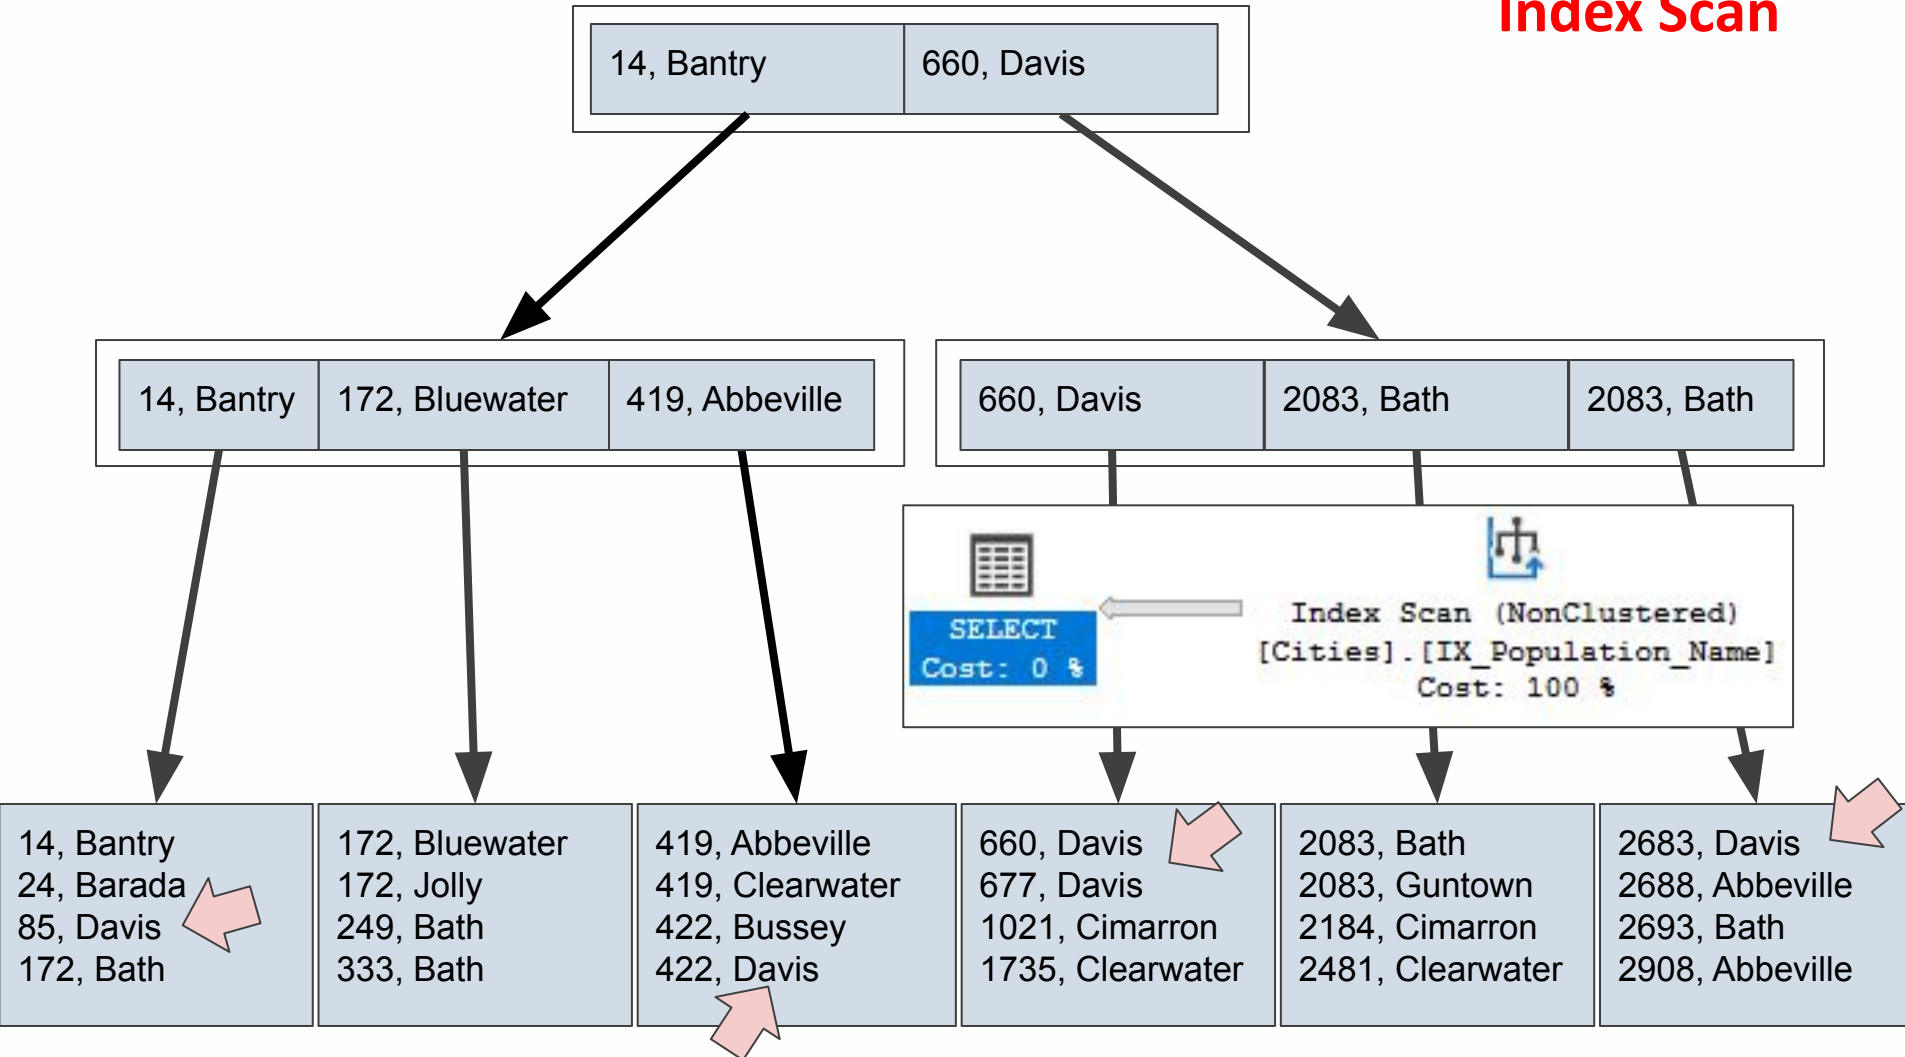 Index Scan
14, Bantry
660, Davis
14, Bantry
172, Bluewater
419, Abbeville
660, Davis
2083, Bath
2083, Bath
SELECT
Cost: 0 %
Index Scan (NonClustered)
[Cities].[IX_Population_Name]
Cost: 100 %
14, Bantry
24, Barada
85, Davis
172, Bath
172, Bluewater
172, Jolly
249, Bath
333, Bath
419, Abbeville
419, Clearwater
422, Bussey
422, Davis
660, Davis
677, Davis
1021, Cimarron
1735, Clearwater
2083, Bath
2083, Guntown
2184, Cimarron
2481, Clearwater
2683, Davis
2688, Abbeville
2693, Bath
2908, Abbeville